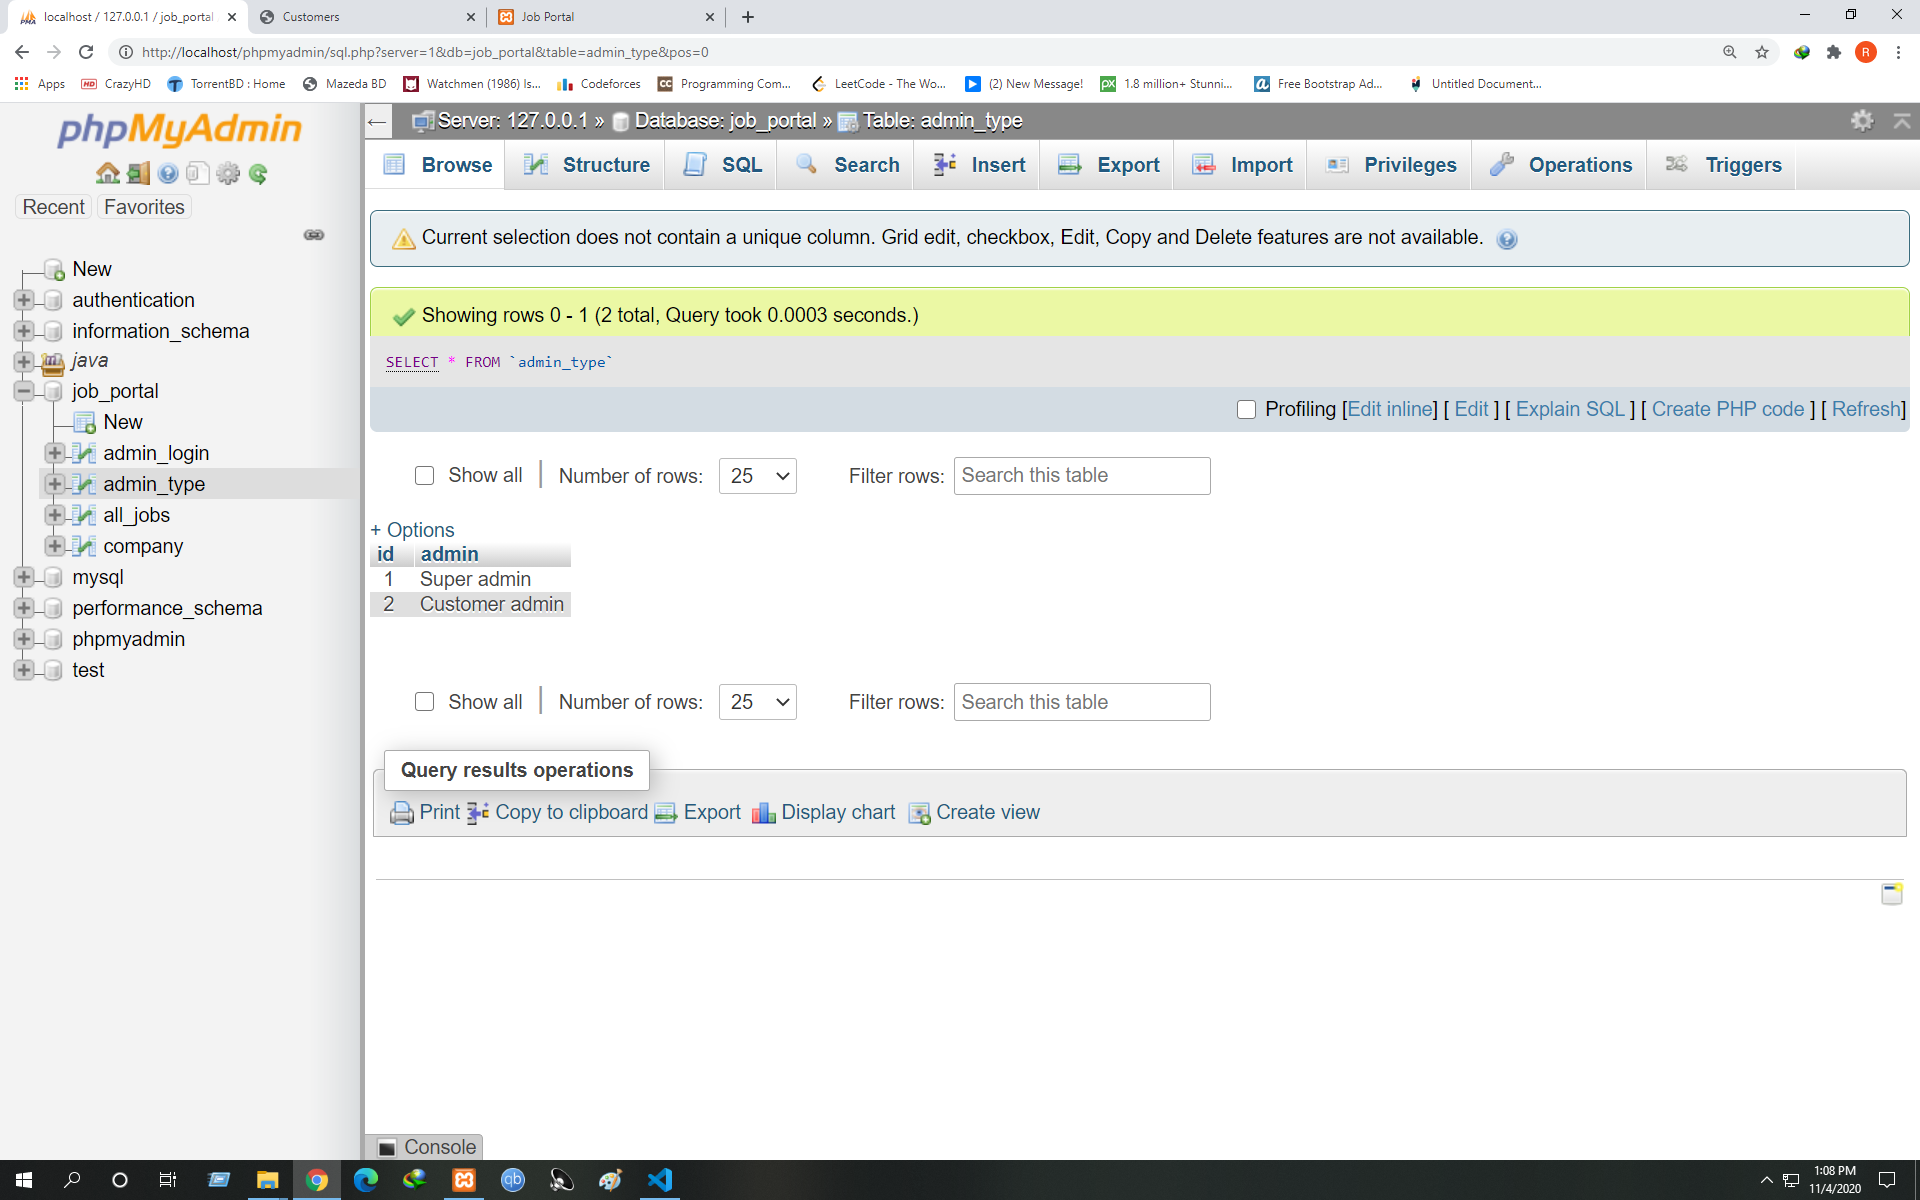 localhost / 127.0.0.1 / job_portal
Customers
Job Portal
http://localhost/phpmyadmin/sql.php?server=1&db=job_portal&table=admin_type&pos=0
R
Apps
HD CrazyHD
TorrentBD : Home
Mazeda BD
Watchmen (1986) Is...
Codeforces
CC Programming Com...
LeetCode - The Wo...
(2) New Message!
px 1.8 million+ Stunni...
a Free Bootstrap Ad...
Untitled Document...
phpMyAdmin
Recent
Favorites
New
authentication
information_schema
java
job_portal
New
admin_login
admin_type
all_jobs
company
mysql
performance_schema
phpmyadmin
test
Server: 127.0.0.1 » Database: job_portal » Table: admin_type
Browse
Structure
SQL
Search
Insert
Export
Import
Privileges
Operations
Triggers
Current selection does not contain a unique column. Grid edit, checkbox, Edit, Copy and Delete features are not available.
Showing rows 0 - 1 (2 total, Query took 0.0003 seconds.)
SELECT * FROM `admin_type`
Profiling [Edit inline] [ Edit ] [ Explain SQL ] [ Create PHP code ] [ Refresh]
Show all | Number of rows: 25 Filter rows: Search this table
+ Options
id admin
1 Super admin
2 Customer admin
Show all | Number of rows: 25 Filter rows: Search this table
Query results operations
Print Copy to clipboard Export Display chart Create view
Console
qb
1:08 PM
11/4/2020